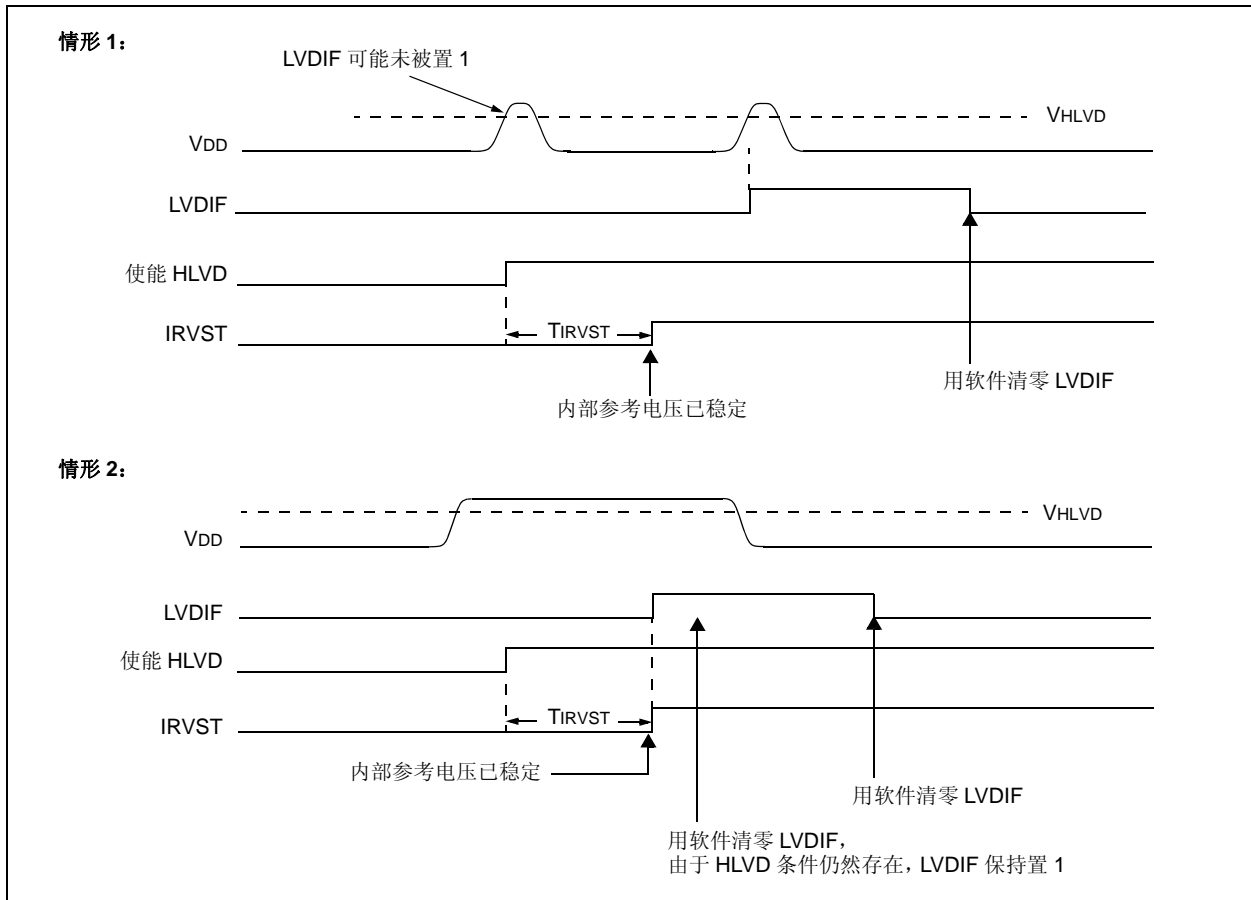 情形 1：
LVDIF 可能未被置 1
VHLVD
VDD
LVDIF
使能 HLVD
TIRVST
IRVST
用软件清零 LVDIF
内部参考电压已稳定
情形 2：
VHLVD
VDD
LVDIF
使能 HLVD
TIRVST
IRVST
内部参考电压已稳定
用软件清零 LVDIF
用软件清零 LVDIF，
由于 HLVD 条件仍然存在，LVDIF 保持置 1